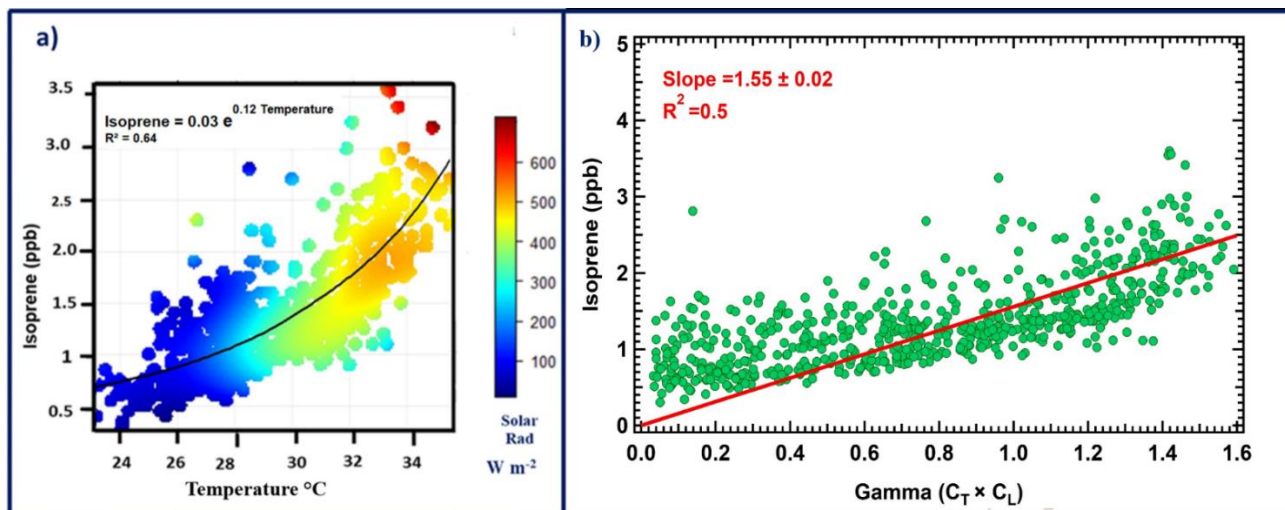 a)
3.5
3.0
2.5
2.0
1.5
1
0.5
Isoprene (ppb)
Isoprene = 0.03 e^0.12 Temperature
R² = 0.64
24 26 28 30 32 34
Temperature °C
600
500
400
300
200
100
Solar
Rad
W m⁻²
b)
5
4
3
2
1
0
Isoprene (ppb)
Slope =1.55 ± 0.02
R² =0.5
0.0 0.2 0.4 0.6 0.8 1.0 1.2 1.4 1.6
Gamma (C_T × C_L)